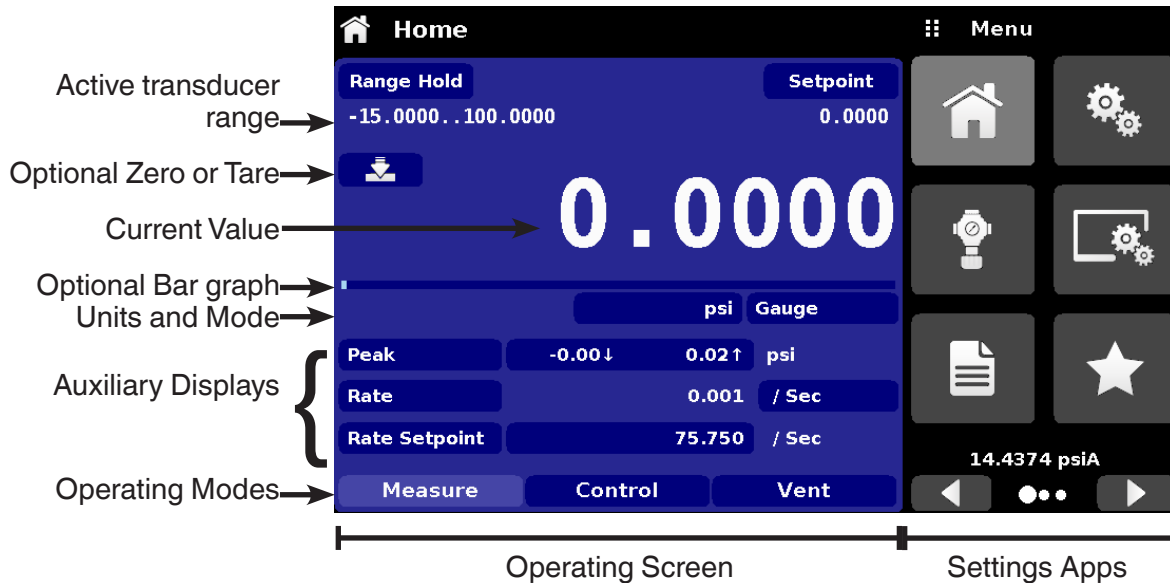 Home
Menu
Active transducer
range
Range Hold
Setpoint
-15.0000..100.0000
0.0000
Optional Zero or Tare
Current Value
0.0000
Optional Bar graph
Units and Mode
psi
Gauge
Auxiliary Displays
Peak
-0.00↓
0.02↑
psi
Rate
0.001
/ Sec
Rate Setpoint
75.750
/ Sec
14.4374 psiA
Operating Modes
Measure
Control
Vent
Operating Screen
Settings Apps